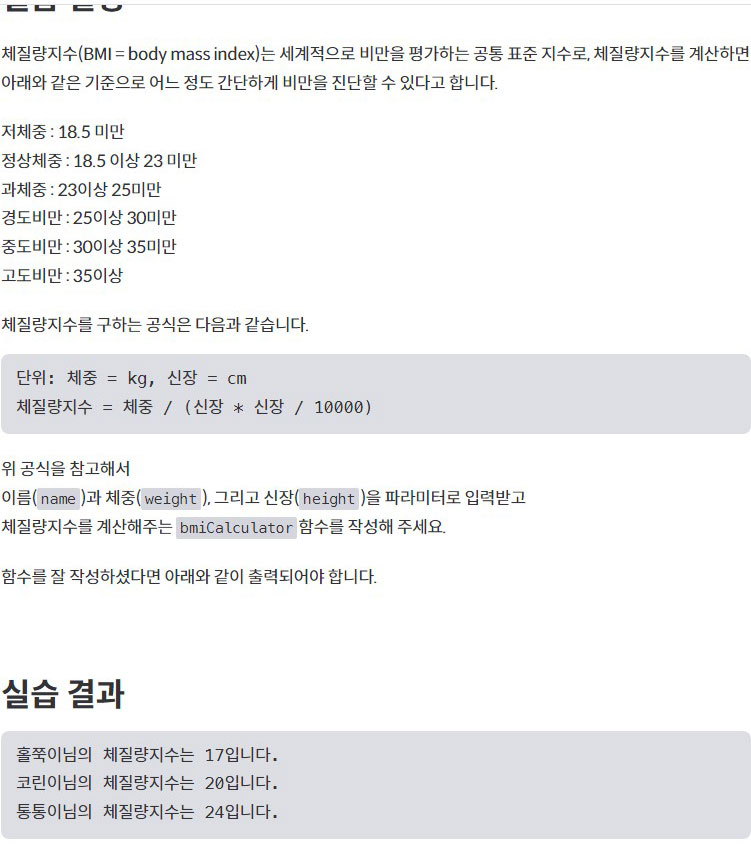 체질량지수(BMI = body mass index)는 세계적으로 비만을 평가하는 공통 표준 지수로, 체질량지수를 계산하면
아래와 같은 기준으로 어느 정도 간단하게 비만을 진단할 수 있다고 합니다.
저체중 : 18.5 미만
정상체중 : 18.5 이상 23 미만
과체중 : 23이상 25미만
경도비만 : 25이상 30미만
중도비만 : 30이상 35미만
고도비만 : 35이상
체질량지수를 구하는 공식은 다음과 같습니다.
단위: 체중 = kg, 신장 = cm
체질량지수 = 체중 / (신장 * 신장 / 10000)
위 공식을 참고해서
이름(name)과 체중(weight), 그리고 신장(height)을 파라미터로 입력받고
체질량지수를 계산해주는 bmiCalculator 함수를 작성해 주세요.
함수를 잘 작성하셨다면 아래와 같이 출력되어야 합니다.
실습 결과
홀쭉이님의 체질량지수는 17입니다.
코린이님의 체질량지수는 20입니다.
통통이님의 체질량지수는 24입니다.